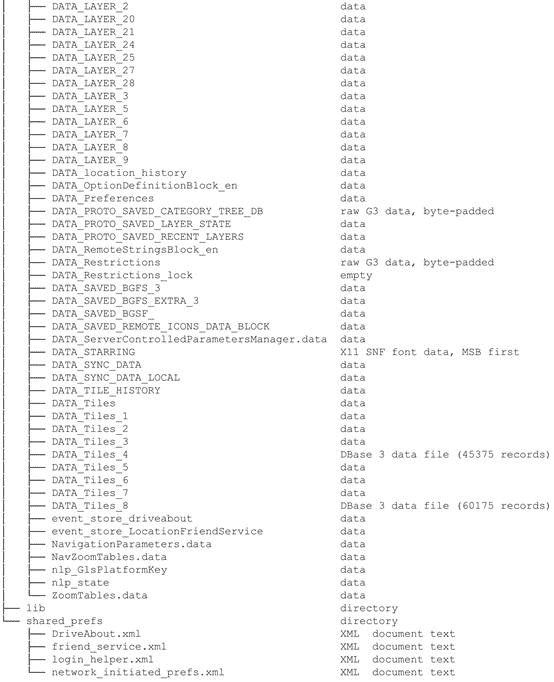 ├── DATA_LAYER_2 data
├── DATA_LAYER_20 data
├── DATA_LAYER_21 data
├── DATA_LAYER_24 data
├── DATA_LAYER_25 data
├── DATA_LAYER_27 data
├── DATA_LAYER_28 data
├── DATA_LAYER_3 data
├── DATA_LAYER_5 data
├── DATA_LAYER_6 data
├── DATA_LAYER_7 data
├── DATA_LAYER_8 data
├── DATA_LAYER_9 data
├── DATA_location_history data
├── DATA_OptionDefinitionBlock_en data
├── DATA_Preferences data
├── DATA_PROTO_SAVED_CATEGORY_TREE_DB raw G3 data, byte-padded
├── DATA_PROTO_SAVED_LAYER_STATE data
├── DATA_PROTO_SAVED_RECENT_LAYERS data
├── DATA_RemoteStringsBlock_en data
├── DATA_Restrictions raw G3 data, byte-padded
├── DATA_Restrictions_lock empty
├── DATA_SAVED_BGFS_3 data
├── DATA_SAVED_BGFS_EXTRA_3 data
├── DATA_SAVED_BGSF_ data
├── DATA_SAVED_REMOTE_ICONS_DATA_BLOCK data
├── DATA_ServerControlledParametersManager.data data
├── DATA_STARRING X11 SNF font data, MSB first
├── DATA_SYNC_DATA data
├── DATA_SYNC_DATA_LOCAL data
├── DATA_TILE_HISTORY data
├── DATA_Tiles data
├── DATA_Tiles_1 data
├── DATA_Tiles_2 data
├── DATA_Tiles_3 data
├── DATA_Tiles_4 DBase 3 data file (45375 records)
├── DATA_Tiles_5 data
├── DATA_Tiles_6 data
├── DATA_Tiles_7 data
├── DATA_Tiles_8 DBase 3 data file (60175 records)
├── event_store_driveabout data
├── event_store_LocationFriendService data
├── NavigationParameters.data data
├── NavZoomTables.data data
├── nlp_GlsPlatformKey data
├── nlp_state data
└── ZoomTables.data data
├── lib directory
└── shared_prefs directory
├── DriveAbout.xml XML document text
├── friend_service.xml XML document text
├── login_helper.xml XML document text
└── network_initiated_prefs.xml XML document text